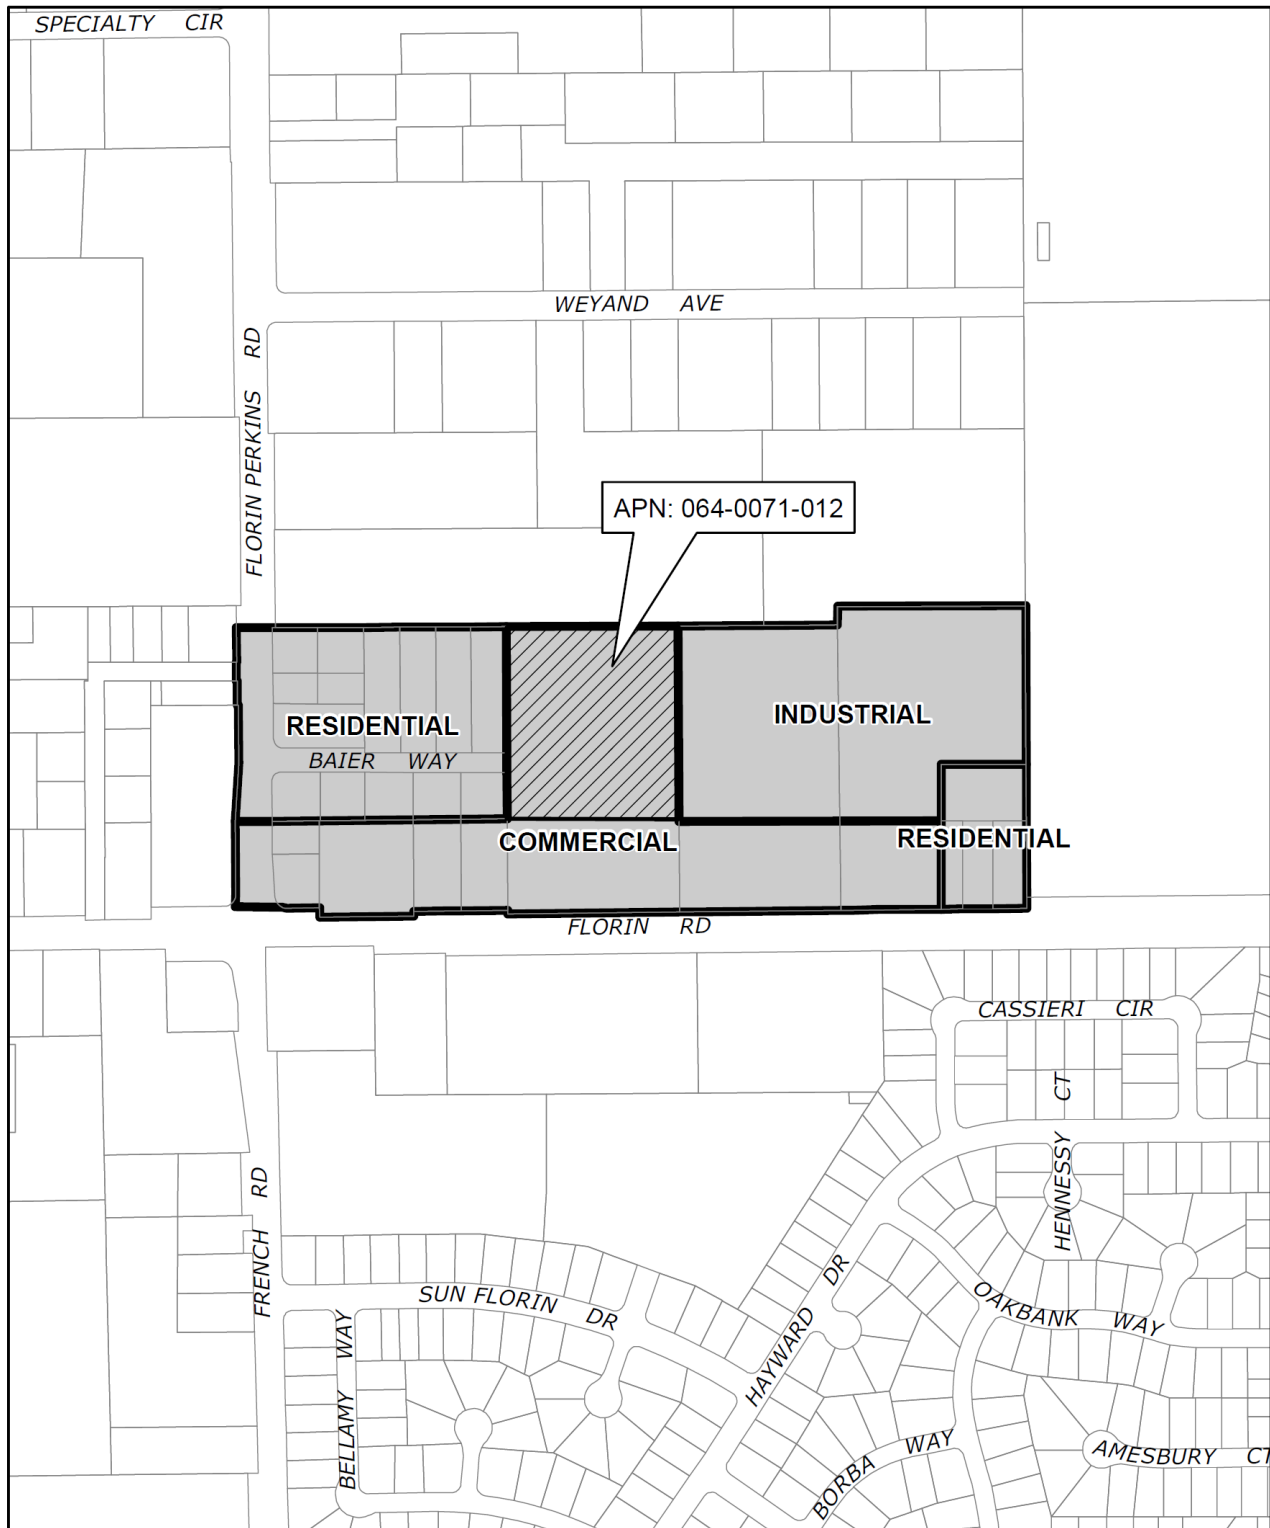 SPECIALTY CIR
WEYAND AVE
FLORIN PERKINS RD
APN: 064-0071-012
RESIDENTIAL
INDUSTRIAL
BAIER WAY
COMMERCIAL
RESIDENTIAL
FLORIN RD
CASSIERI CIR
HENNESSY CT
FRENCH RD
SUN FLORIN DR
HAYWARD DR
OAKBANK WAY
BELLAMY WAY
BORBA WAY
AMESBURY CT